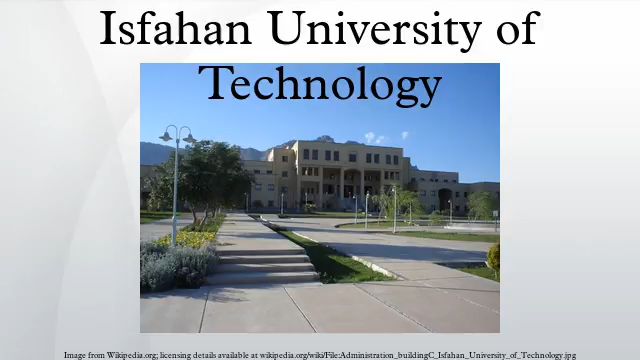 Isfahan University of
Technology
Image from Wikipedia.org; licensing details available at wikipedia.org/wiki/File:Administration_buildingC_Isfahan_University_of_Technology.jpg